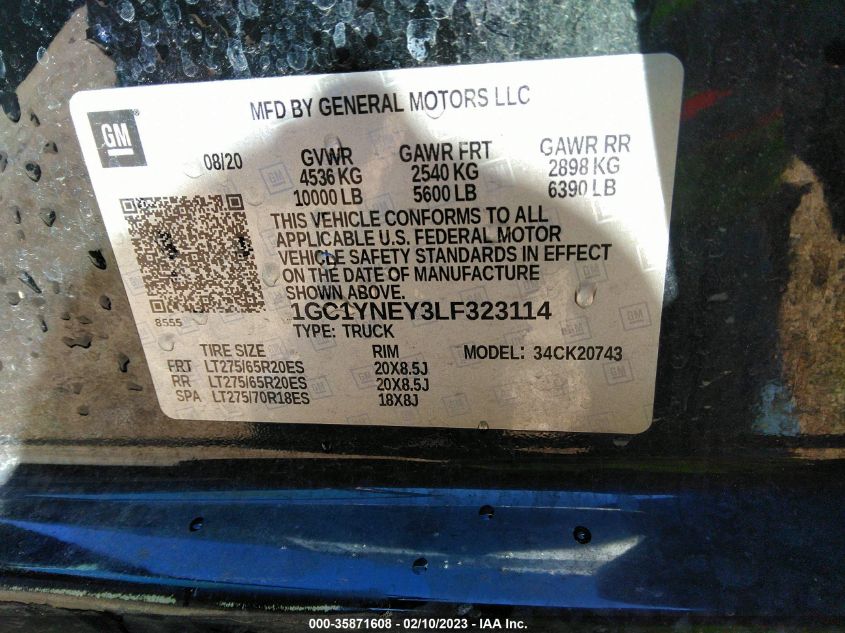 MFD BY GENERAL MOTORS LLC
GM
08/20 GVWR GAWR FRT GAWR RR
4536 KG 2540 KG 2898 KG
10000 LB 5600 LB 6390 LB
THIS VEHICLE CONFORMS TO ALL
APPLICABLE U.S. FEDERAL MOTOR
VEHICLE SAFETY STANDARDS IN EFFECT
ON THE DATE OF MANUFACTURE
SHOWN ABOVE.
8555
1GC1YNEY3LF323114
TYPE: TRUCK
TIRE SIZE RIM MODEL: 34CK20743
FRT LT275/65R20ES 20X8.5J
RR LT275/65R20ES 20X8.5J
SPA LT275/70R18ES 18X8J
000-35871608 - 02/10/2023 - IAA Inc.